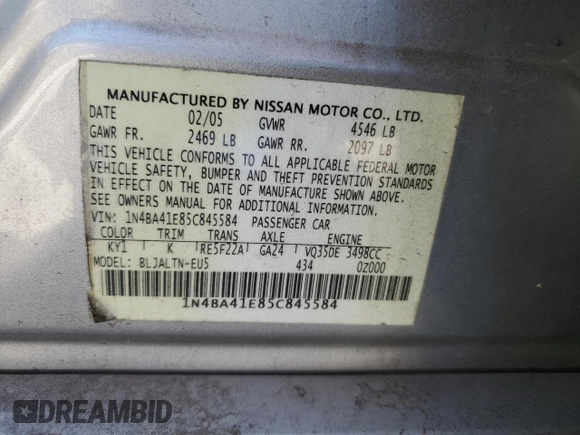 MANUFACTURED BY NISSAN MOTOR CO., LTD.
DATE 02/05 GVWR 4546 LB
GAWR FR. 2469 LB GAWR RR. 2097 LB
THIS VEHICLE CONFORMS TO ALL APPLICABLE FEDERAL MOTOR
VEHICLE SAFETY, BUMPER AND THEFT PREVENTION STANDARDS
IN EFFECT ON THE DATE OF MANUFACTURE SHOWN ABOVE.
SEE OWNERS MANUAL FOR ADDITIONAL INFORMATION.
VIN: 1N4BA41E85C845584 PASSENGER CAR
COLOR TRIM TRANS AXLE ENGINE
KY1 K RE5F22A GA24 VQ35DE 3498CC
MODEL: BLJALTN-EU5 434 0Z000
1N4BA41E85C845584
DREAMBID